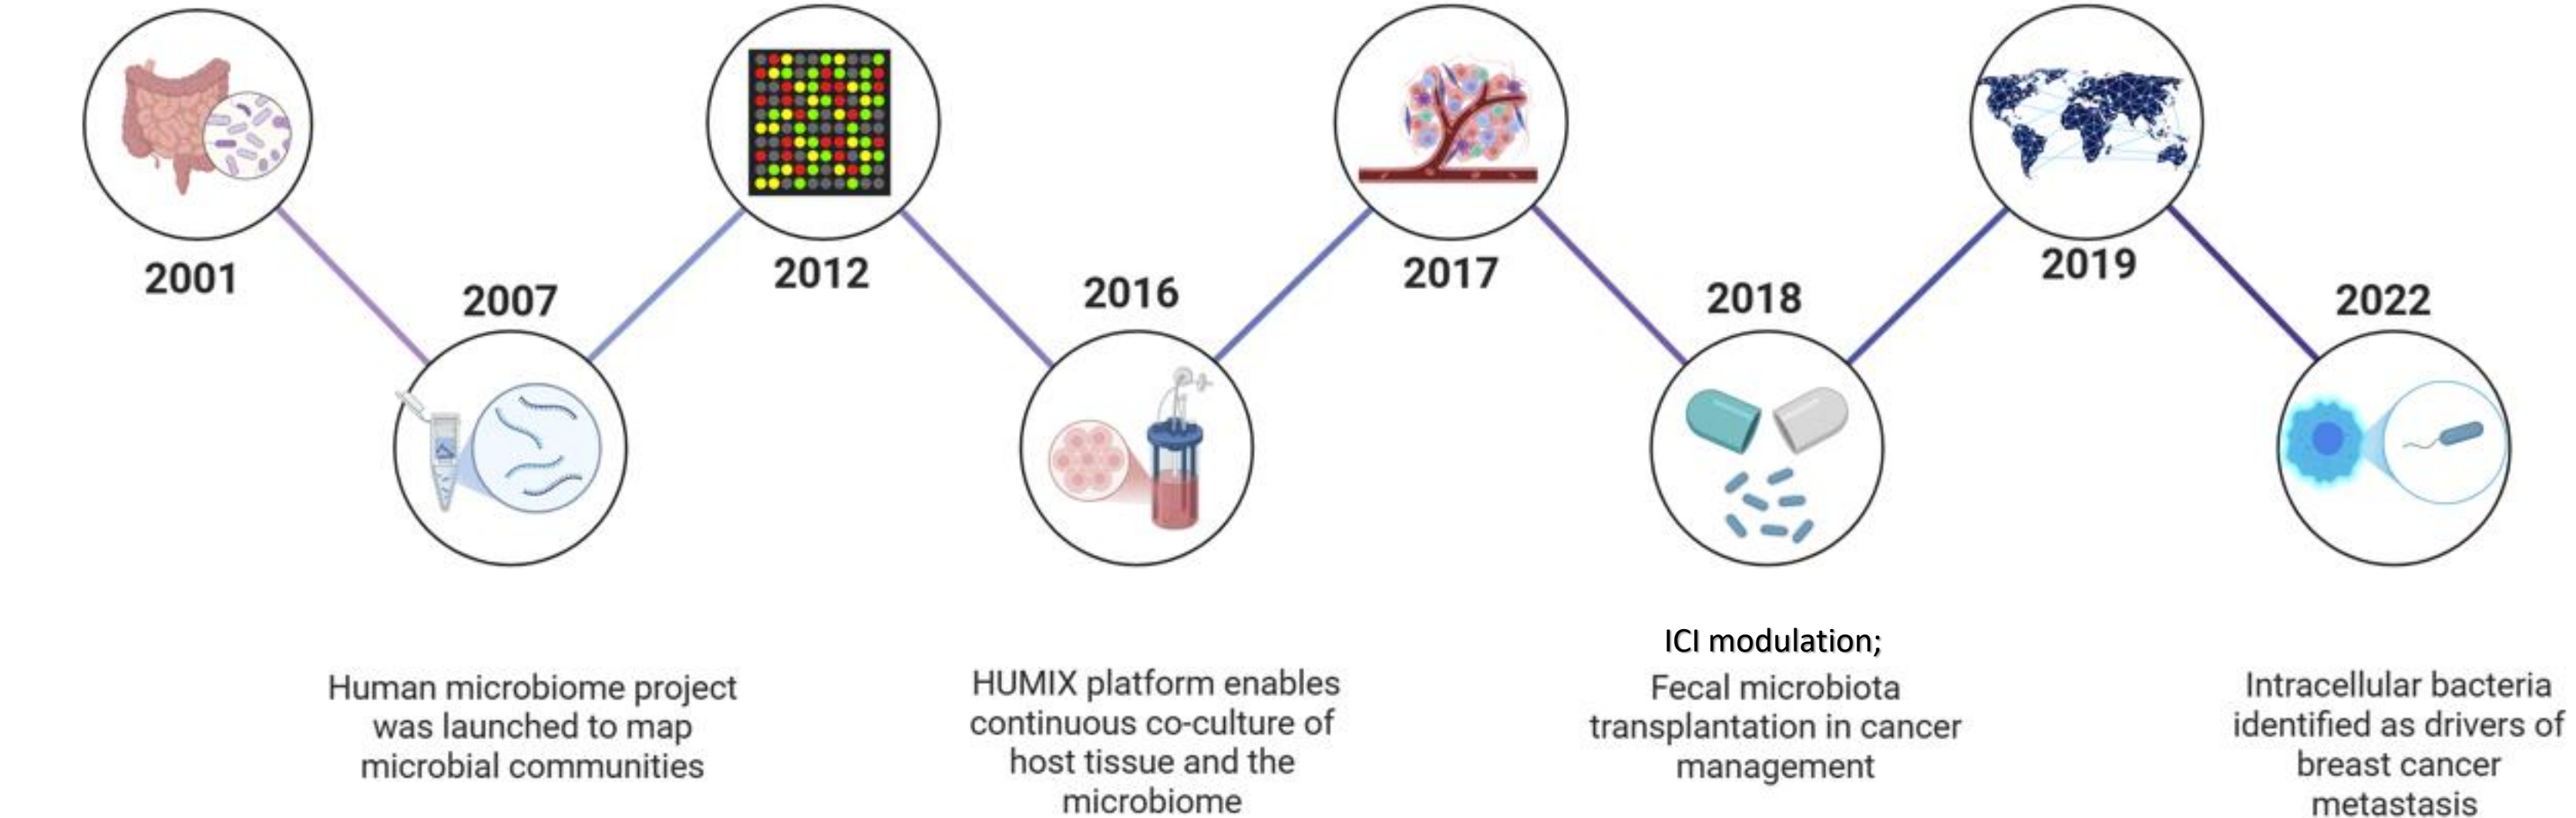 2001
2007
2012
2016
2017
2018
2019
2022
Human microbiome project
was launched to map
microbial communities
HUMIX platform enables
continuous co-culture of
host tissue and the
microbiome
ICI modulation;
Fecal microbiota
transplantation in cancer
management
Intracellular bacteria
identified as drivers of
breast cancer
metastasis